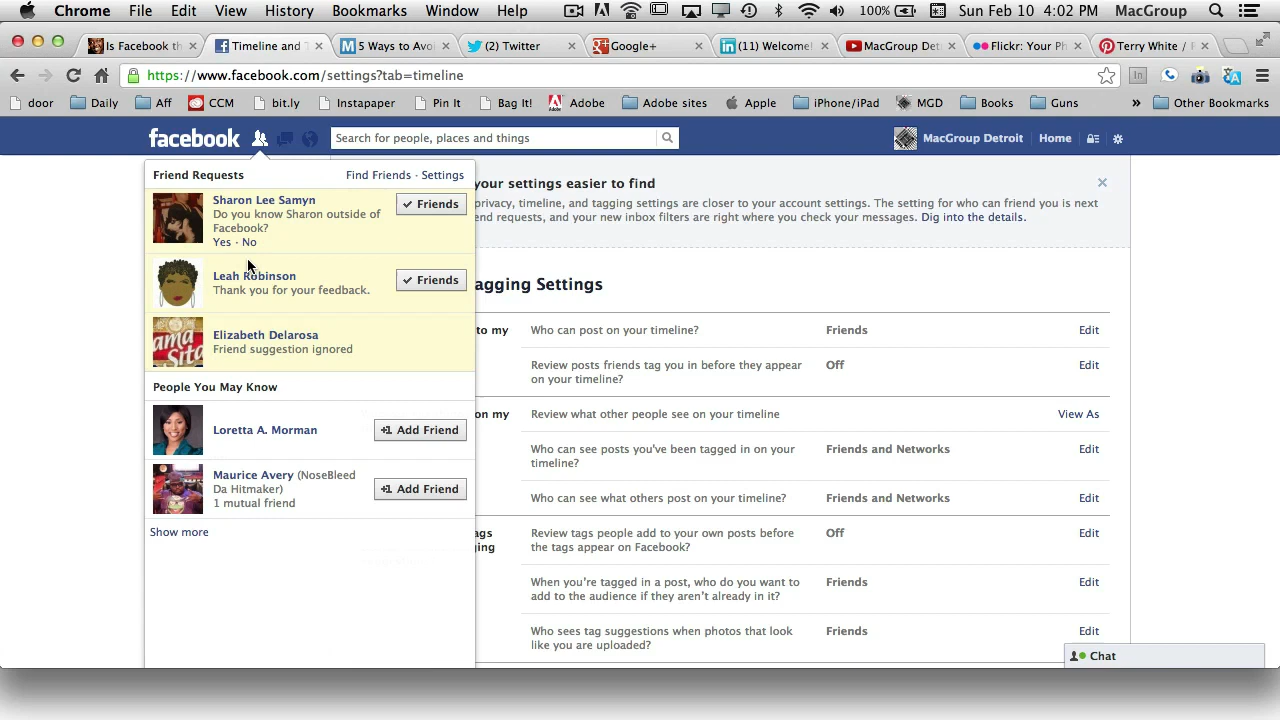 Chrome File Edit View History Bookmarks Window Help 100% Sun Feb 10 4:02 PM MacGroup
Is Facebook th Timeline and T 5 Ways to Avo (2) Twitter Google+ (11) Welcome! MacGroup Det Flickr: Your Ph Terry White / P
https://www.facebook.com/settings?tab=timeline
door Daily Aff CCM bit.ly Instapaper Pin It Bag It! Adobe Adobe sites Apple iPhone/iPad MGD Books Guns » Other Bookmarks
facebook Search for people, places and things MacGroup Detroit Home
Friend Requests Find Friends · Settings
Sharon Lee Samyn Friends
Do you know Sharon outside of
Facebook?
Yes · No
Leah Robinson Friends
Thank you for your feedback.
Elizabeth Delarosa
Friend suggestion ignored
People You May Know
Loretta A. Morman +1 Add Friend
Maurice Avery (NoseBleed
Da Hitmaker) +1 Add Friend
1 mutual friend
Show more
your settings easier to find
privacy, timeline, and tagging settings are closer to your account settings. The setting for who can friend you is next
end requests, and your new inbox filters are right where you check your messages. Dig into the details.
agging Settings
to my Who can post on your timeline? Friends Edit
Review posts friends tag you in before they appear Off Edit
on your timeline?
on my Review what other people see on your timeline View As
Who can see posts you've been tagged in on your Friends and Networks Edit
timeline?
Who can see what others post on your timeline? Friends and Networks Edit
ags Review tags people add to your own posts before Off Edit
ging the tags appear on Facebook?
When you're tagged in a post, who do you want to Friends Edit
add to the audience if they aren't already in it?
Who sees tag suggestions when photos that look Friends Edit
like you are uploaded?
Chat